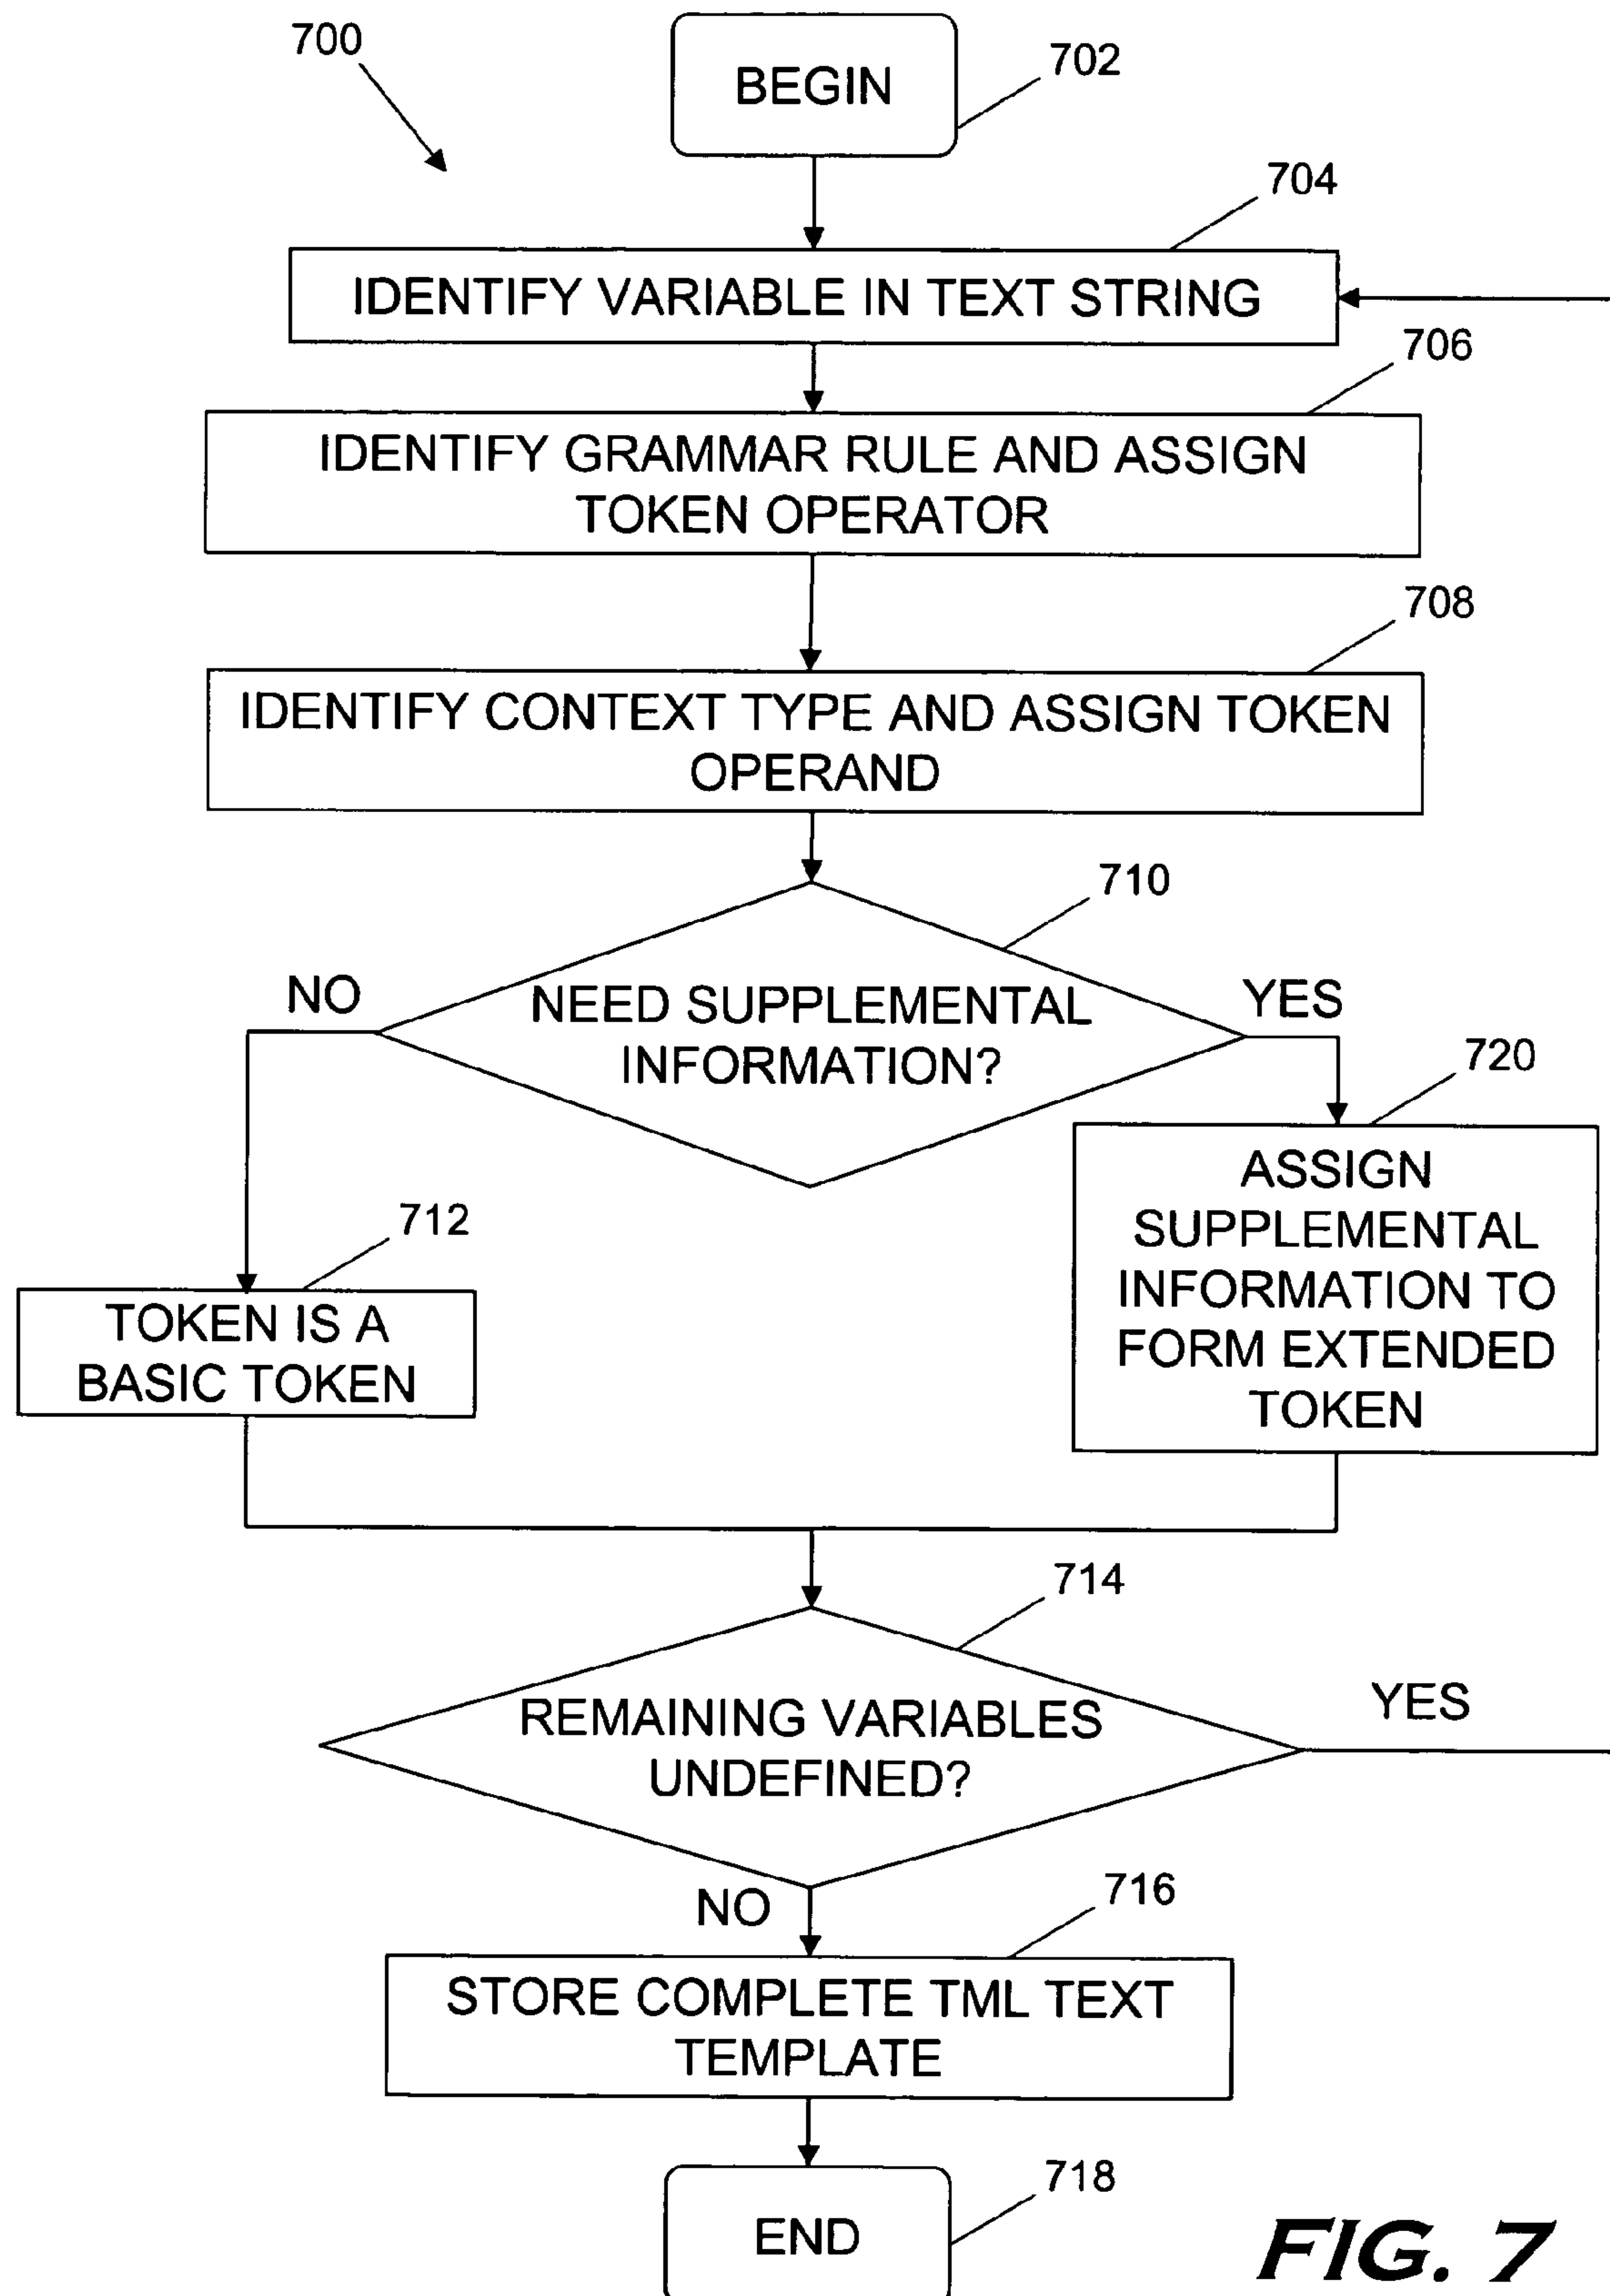 700
BEGIN
702
704
IDENTIFY VARIABLE IN TEXT STRING
706
IDENTIFY GRAMMAR RULE AND ASSIGN
TOKEN OPERATOR
708
IDENTIFY CONTEXT TYPE AND ASSIGN TOKEN
OPERAND
710
NO
NEED SUPPLEMENTAL
INFORMATION?
YES
720
ASSIGN
SUPPLEMENTAL
INFORMATION TO
FORM EXTENDED
TOKEN
712
TOKEN IS A
BASIC TOKEN
714
REMAINING VARIABLES
UNDEFINED?
YES
NO
716
STORE COMPLETE TML TEXT
TEMPLATE
718
END
FIG. 7